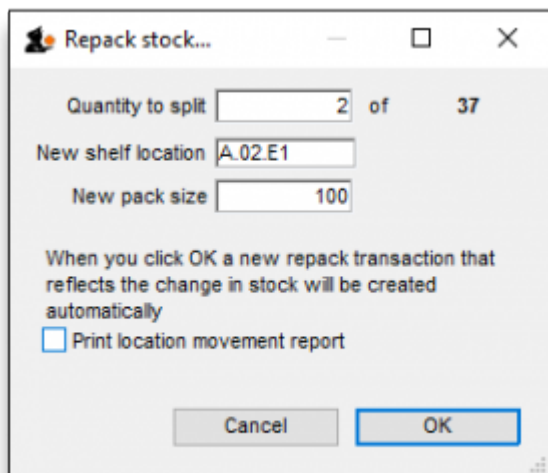 Repack stock...
Quantity to split 2 of 37
New shelf location A.02.E1
New pack size 100
When you click OK a new repack transaction that
reflects the change in stock will be created
automatically
Print location movement report
Cancel OK